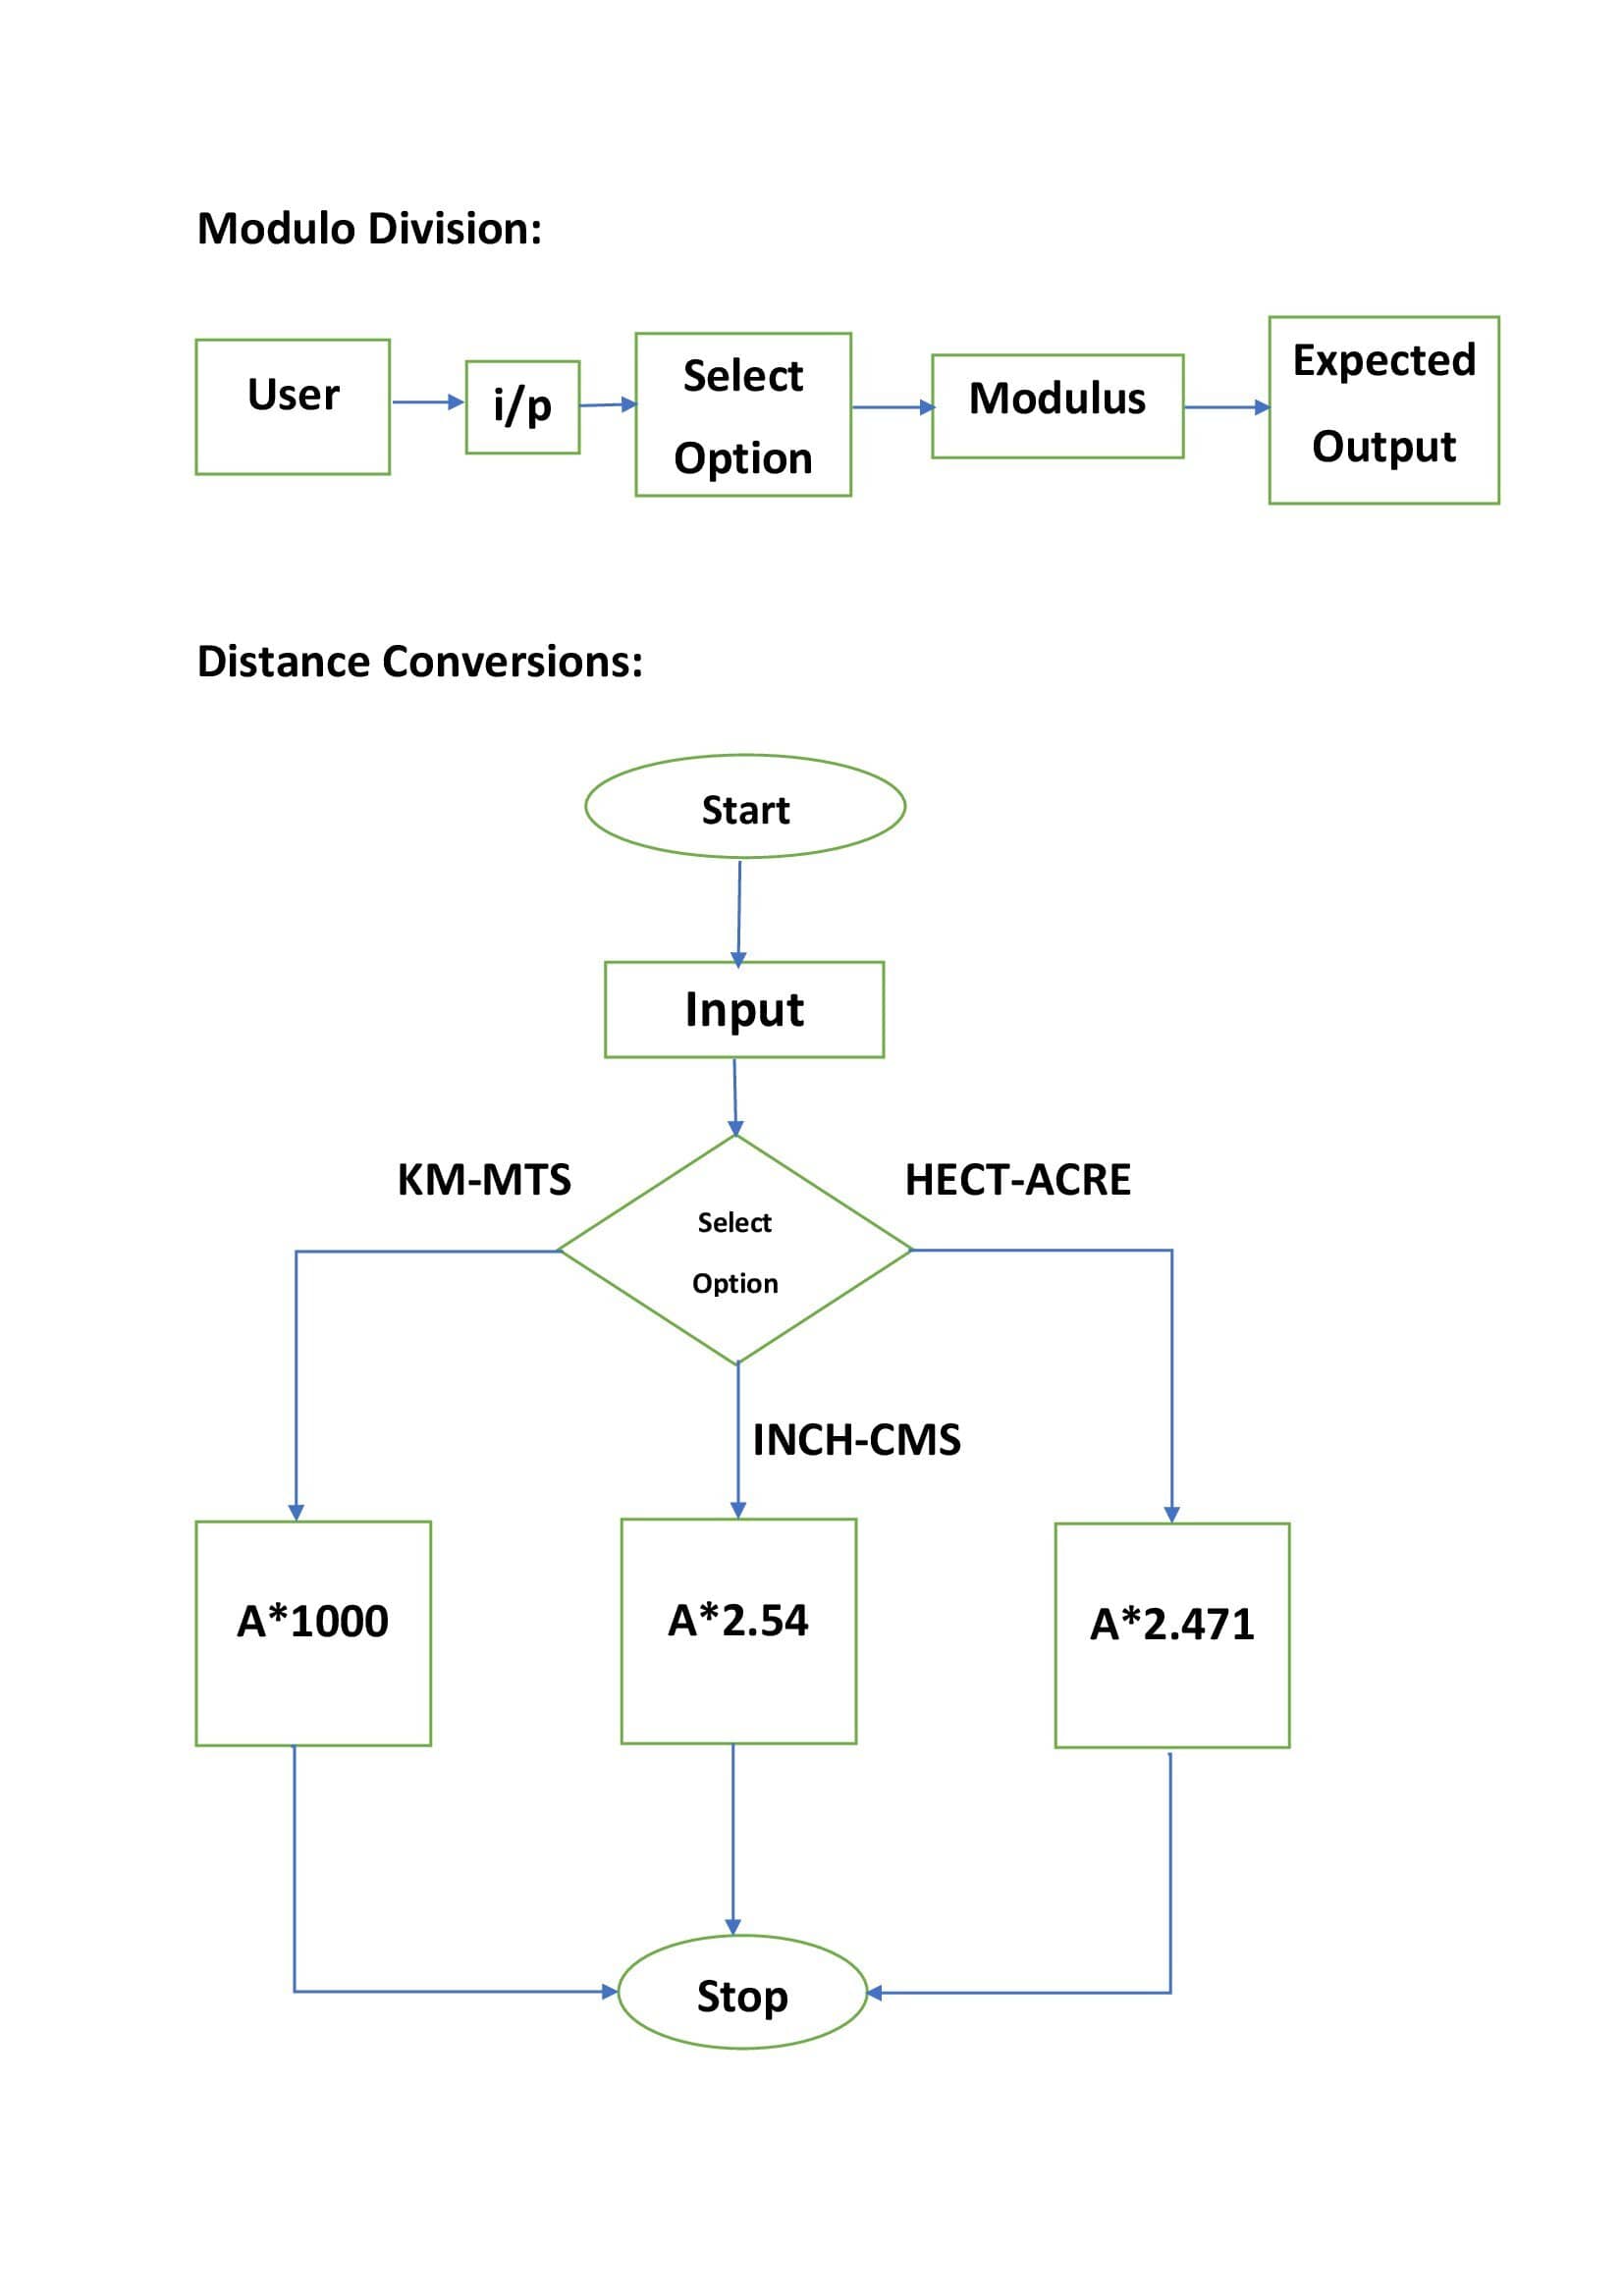 Modulo Division:
User
i/p
Select
Option
Modulus
Expected
Output
Distance Conversions:
Start
Input
KM-MTS
HECT-ACRE
Select
Option
INCH-CMS
A*1000
A*2.54
A*2.471
Stop